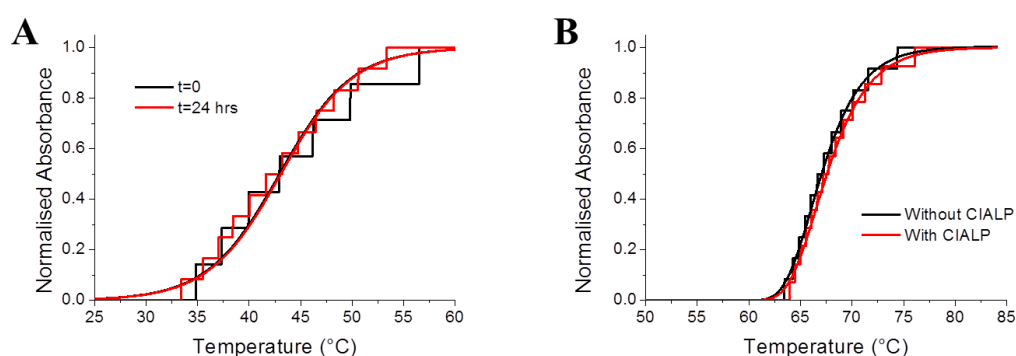 A
Normalised Absorbance
1.0
0.8
0.6
0.4
0.2
0.0
t=0
t=24 hrs
25 30 35 40 45 50 55 60
Temperature (°C)
B
Normalised Absorbance
1.0
0.8
0.6
0.4
0.2
0.0
Without CIALP
With CIALP
50 55 60 65 70 75 80 85
Temperature (°C)